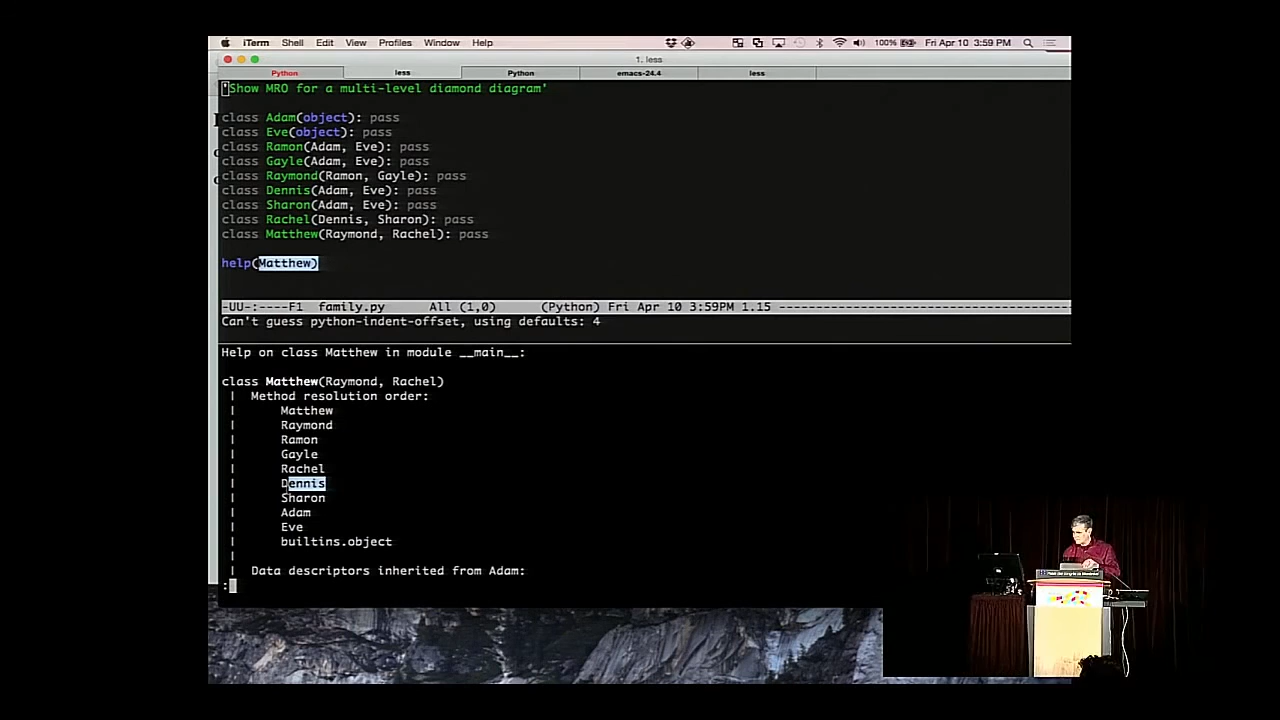 iTerm Shell Edit View Profiles Window Help 100% Fri Apr 10 3:59 PM
1. less
Python less Python emacs-24.4 less
'Show MRO for a multi-level diamond diagram'
class Adam(object): pass
class Eve(object): pass
class Ramon(Adam, Eve): pass
class Gayle(Adam, Eve): pass
class Raymond(Ramon, Gayle): pass
class Dennis(Adam, Eve): pass
class Sharon(Adam, Eve): pass
class Rachel(Dennis, Sharon): pass
class Matthew(Raymond, Rachel): pass
help(Matthew)
-UU-:----F1 family.py All (1,0) (Python) Fri Apr 10 3:59PM 1.15 ----------------------------------------
Can't guess python-indent-offset, using defaults: 4
Help on class Matthew in module __main__:
class Matthew(Raymond, Rachel)
| Method resolution order:
| Matthew
| Raymond
| Ramon
| Gayle
| Rachel
| Dennis
| Sharon
| Adam
| Eve
| builtins.object
|
| Data descriptors inherited from Adam:
: